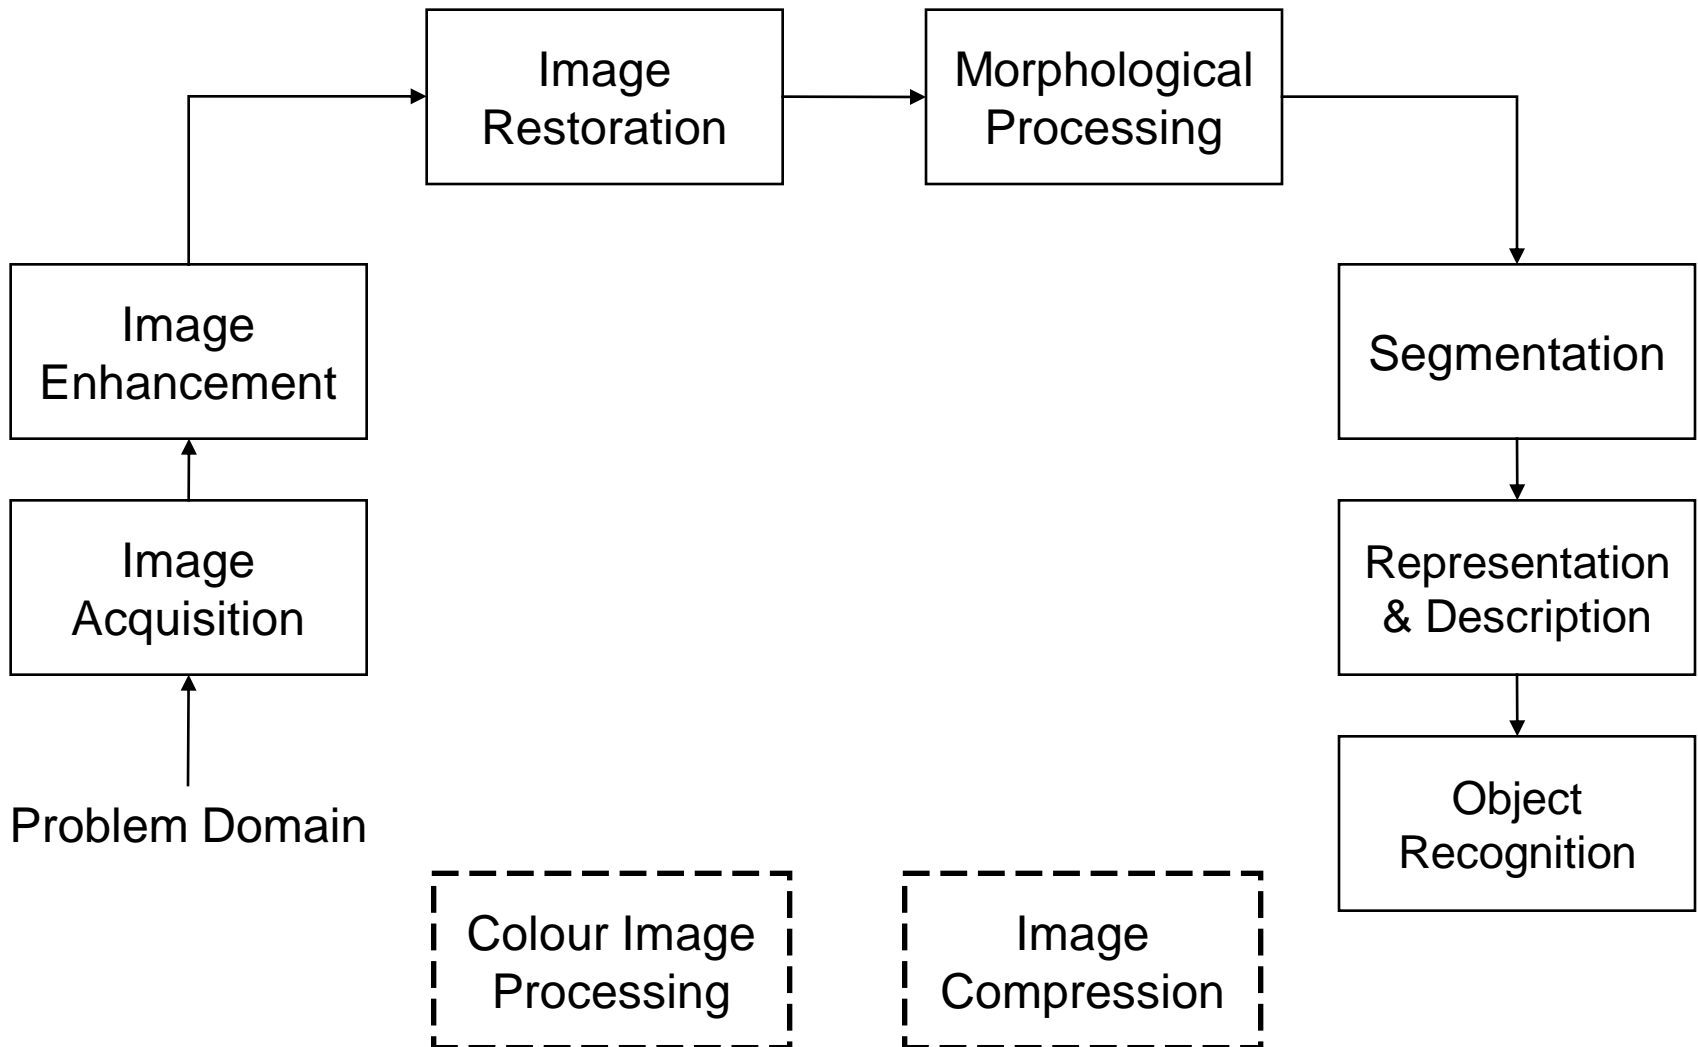 Image
Restoration
Morphological
Processing
Image
Enhancement
Segmentation
Image
Acquisition
Representation
& Description
Problem Domain
Object
Recognition
Colour Image
Processing
Image
Compression